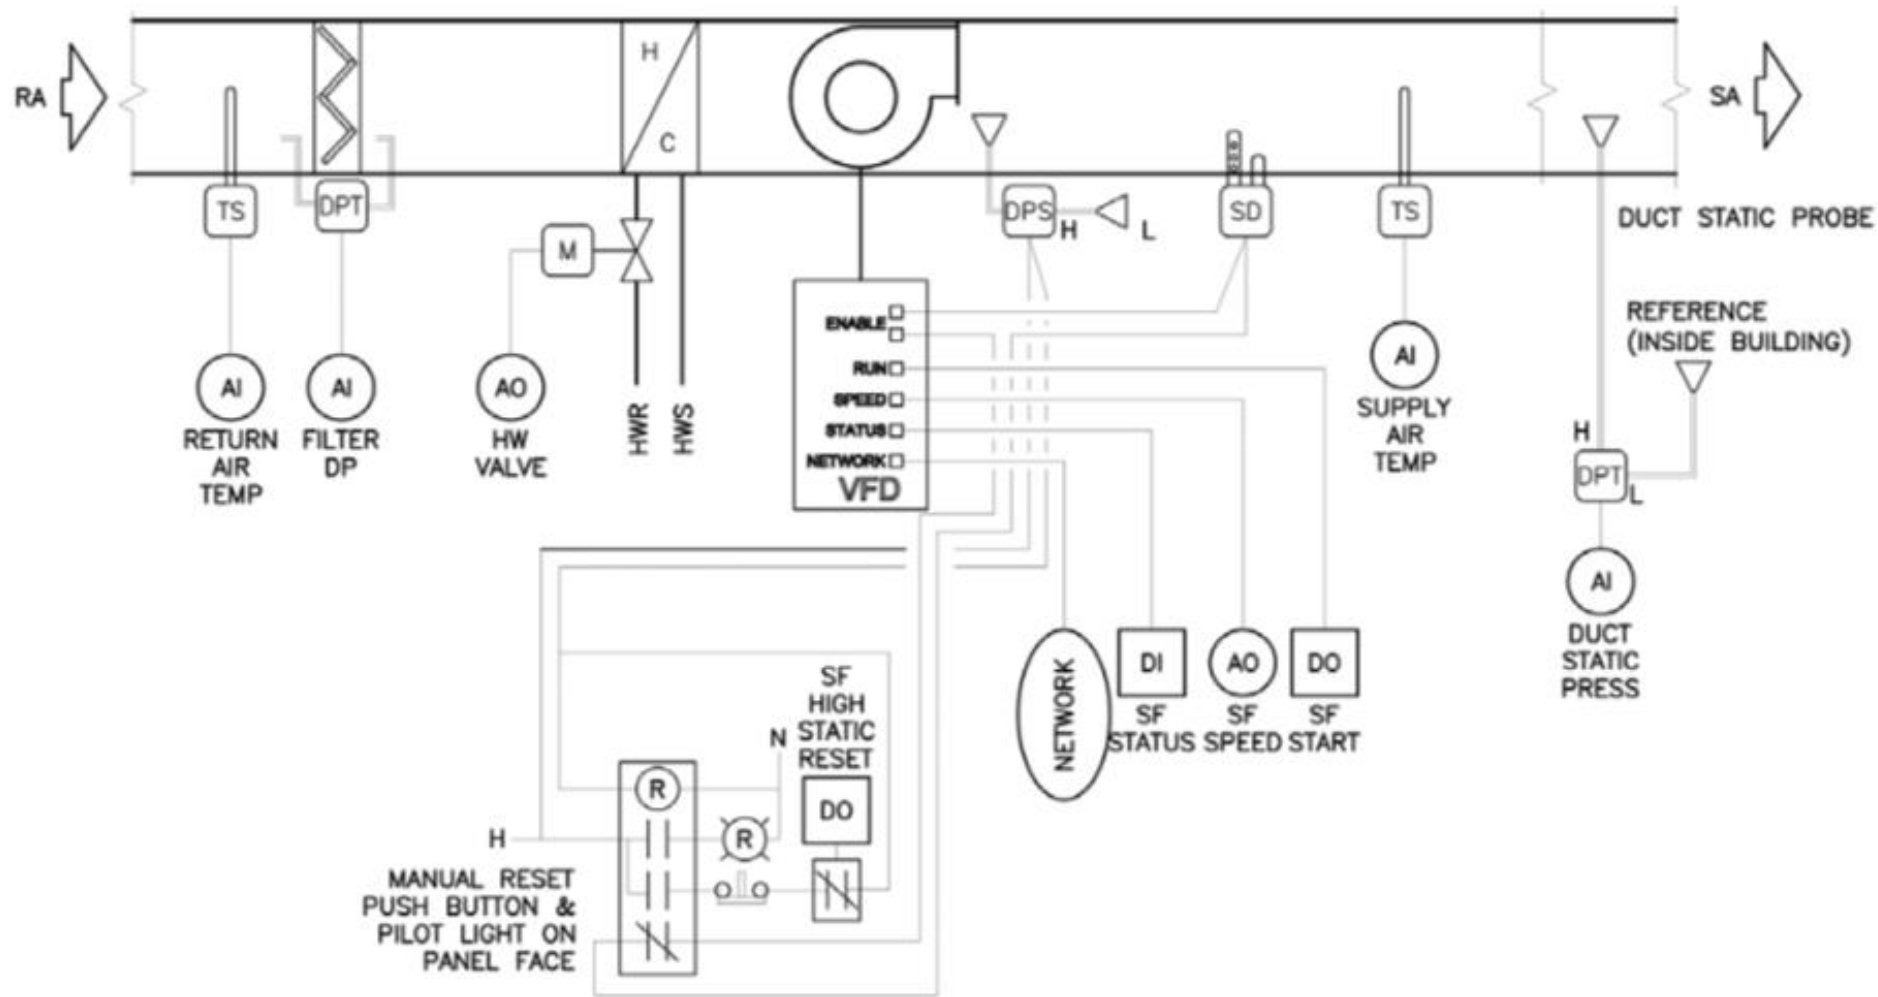 RA
H
C
SA
TS
DPT
DPS
H
L
SD
TS
DUCT STATIC PROBE
M
REFERENCE
(INSIDE BUILDING)
ENABLE
RUN
SPEED
STATUS
NETWORK
VFD
AI
RETURN
AIR
TEMP
AI
FILTER
DP
AO
HW
VALVE
HWR
HWS
AI
SUPPLY
AIR
TEMP
H
DPT
L
AI
DUCT
STATIC
PRESS
NETWORK
DI
SF
STATUS
AO
SF
SPEED
DO
SF
START
SF
HIGH
STATIC
RESET
N
DO
R
H
R
MANUAL RESET
PUSH BUTTON &
PILOT LIGHT ON
PANEL FACE